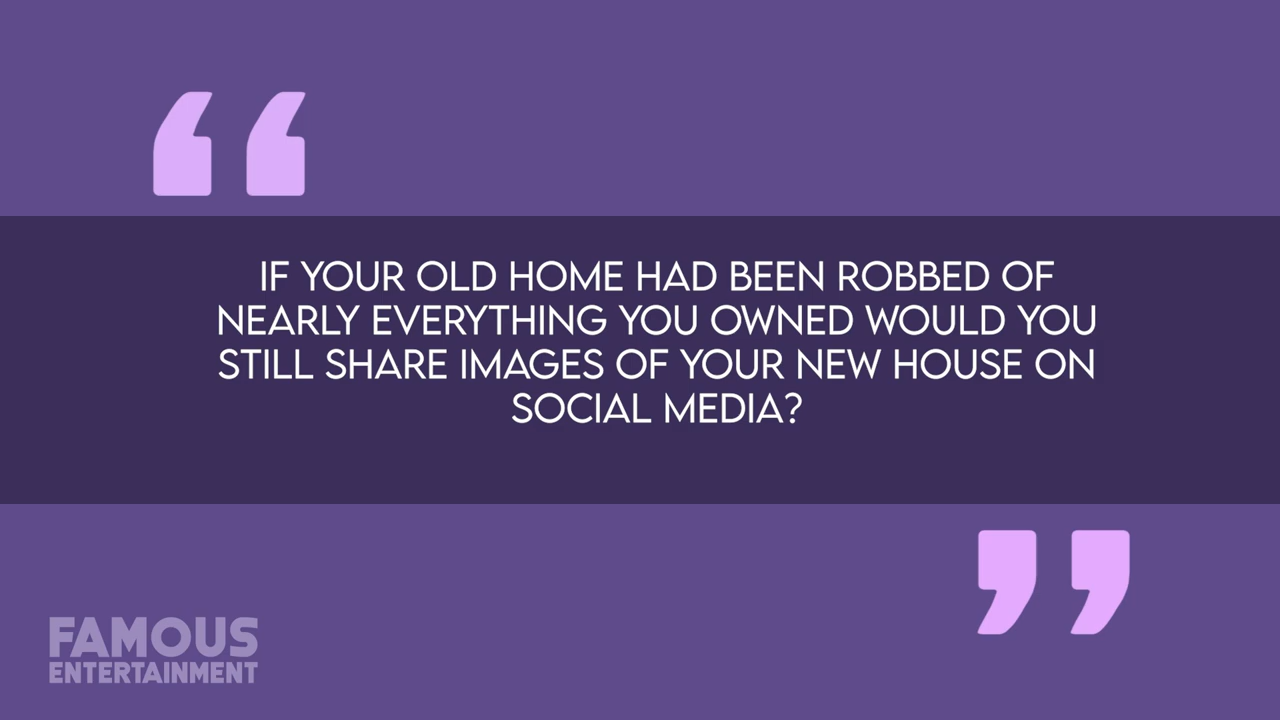 “
IF YOUR OLD HOME HAD BEEN ROBBED OF
NEARLY EVERYTHING YOU OWNED WOULD YOU
STILL SHARE IMAGES OF YOUR NEW HOUSE ON
SOCIAL MEDIA?
”
FAMOUS
ENTERTAINMENT